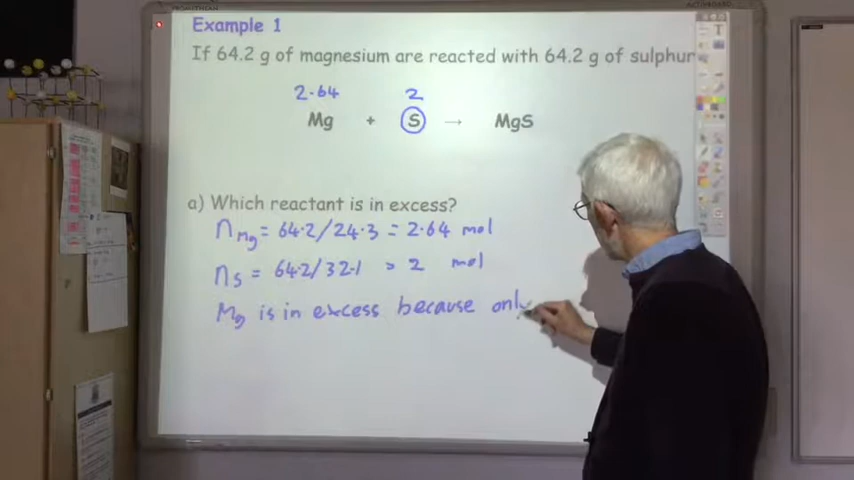 PROMETHEAN
ACTIVBOARD
Example 1
If 64.2 g of magnesium are reacted with 64.2 g of sulphur
2.64 2
Mg + S → MgS
a) Which reactant is in excess?
nMg = 64.2/24.3 = 2.64 mol
nS = 64.2/32.1 = 2 mol
Mg is in excess because only